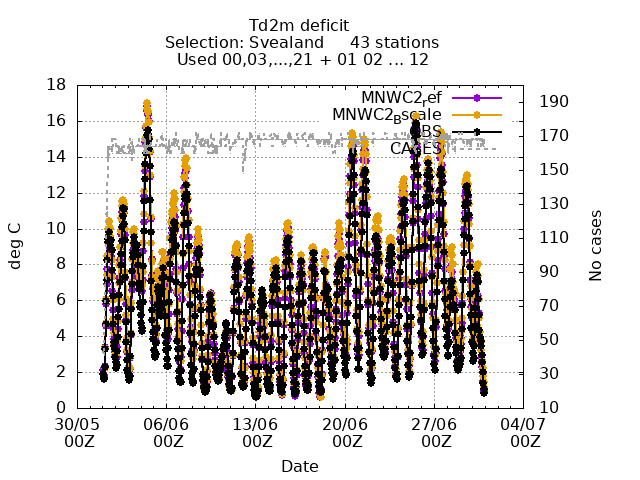 Td2m deficit
Selection: Svealand 43 stations
Used 00,03,...,21 + 01 02 ... 12
18
16
14
12
10
8
6
4
2
0
deg C
190
170
150
130
110
90
70
50
30
10
No cases
MNWC2ref
MNWC2Bscale
OBS
CASES
30/05 06/06 13/06 20/06 27/06 04/07
00Z 00Z 00Z 00Z 00Z 00Z
Date